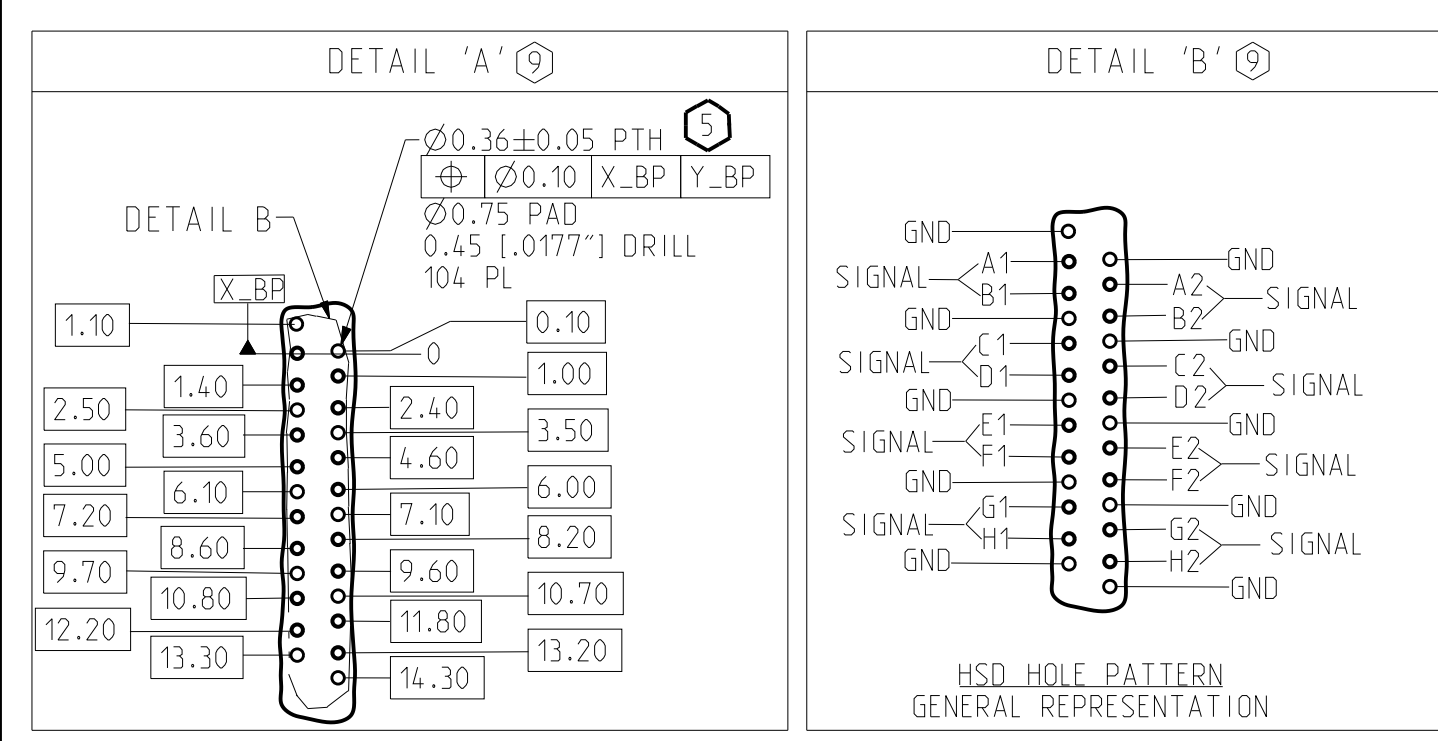 DETAIL 'A' 9
Ø0.36±0.05 PTH 5
⌖ Ø0.10 X_BP Y_BP
Ø0.75 PAD
0.45 [.0177"] DRILL
104 PL
DETAIL B
X_BP
1.10
0.10
0
1.40
1.00
2.50
2.40
3.60
3.50
5.00
4.60
6.10
6.00
7.20
7.10
8.60
8.20
9.70
9.60
10.80
10.70
12.20
11.80
13.30
13.20
14.30
DETAIL 'B' 9
GND
GND
SIGNAL A1
B1
A2 SIGNAL
B2
GND
GND
SIGNAL C1
D1
C2 SIGNAL
D2
GND
GND
SIGNAL E1
F1
E2 SIGNAL
F2
GND
GND
SIGNAL G1
H1
G2 SIGNAL
H2
GND
GND
HSD HOLE PATTERN
GENERAL REPRESENTATION